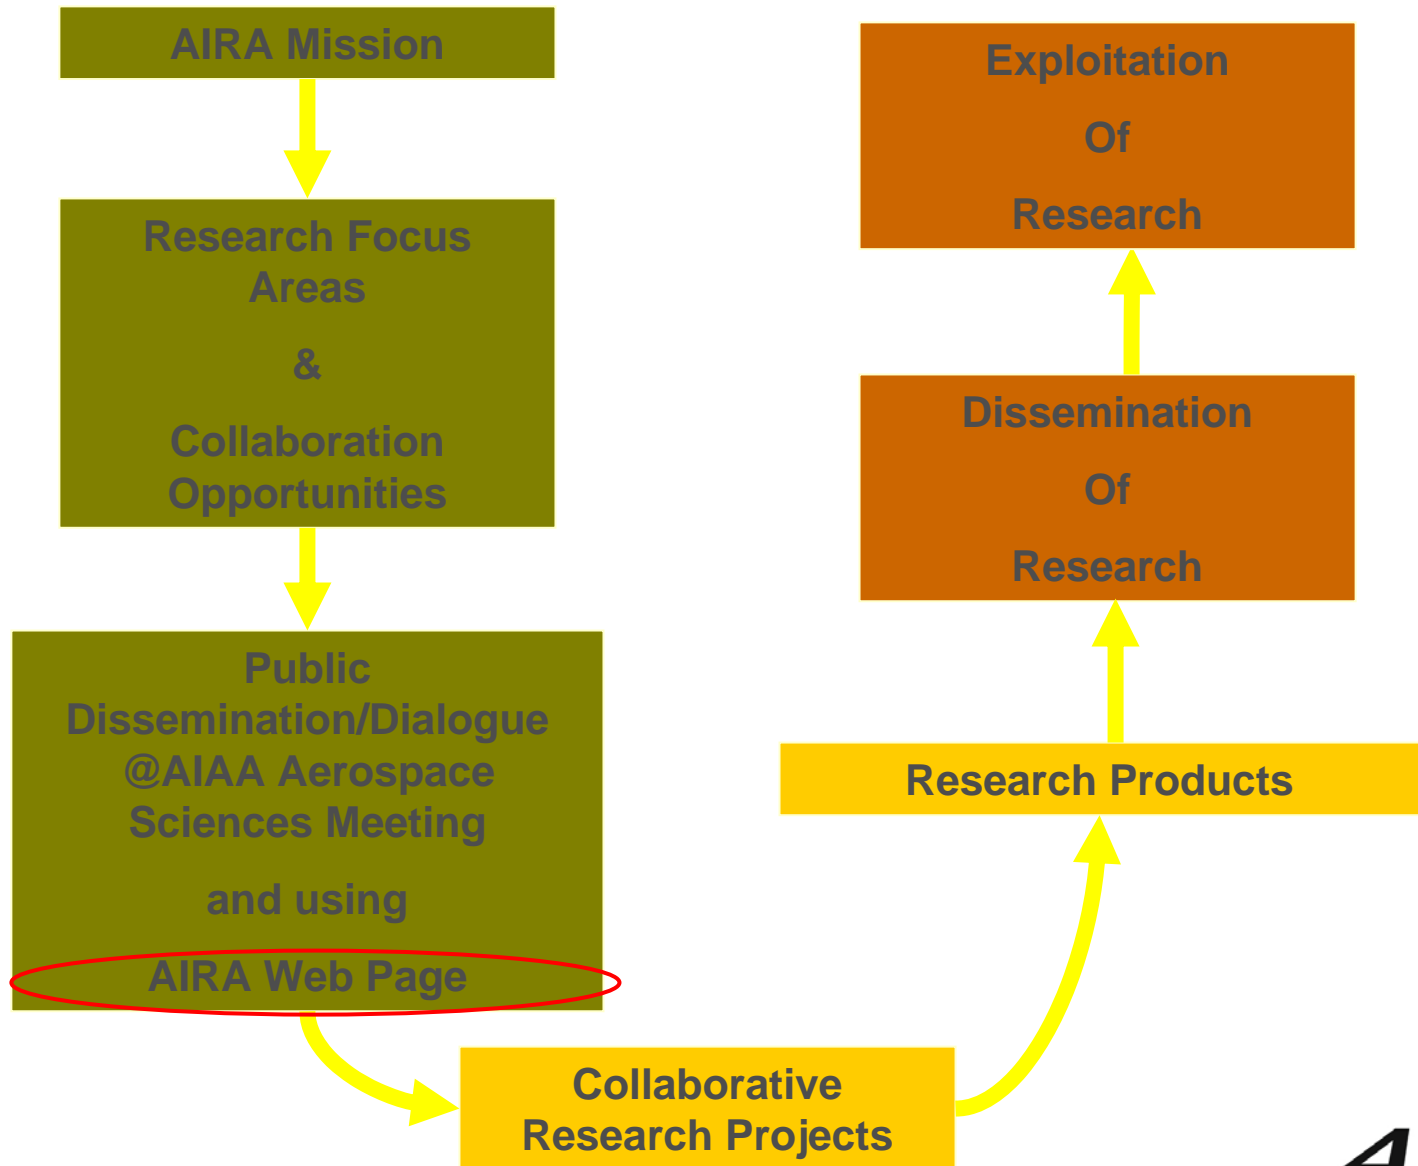 AIRA Mission
Research Focus
Areas
&
Collaboration
Opportunities
Public
Dissemination/Dialogue
@AIAA Aerospace
Sciences Meeting
and using
AIRA Web Page
Collaborative
Research Projects
Research Products
Dissemination
Of
Research
Exploitation
Of
Research